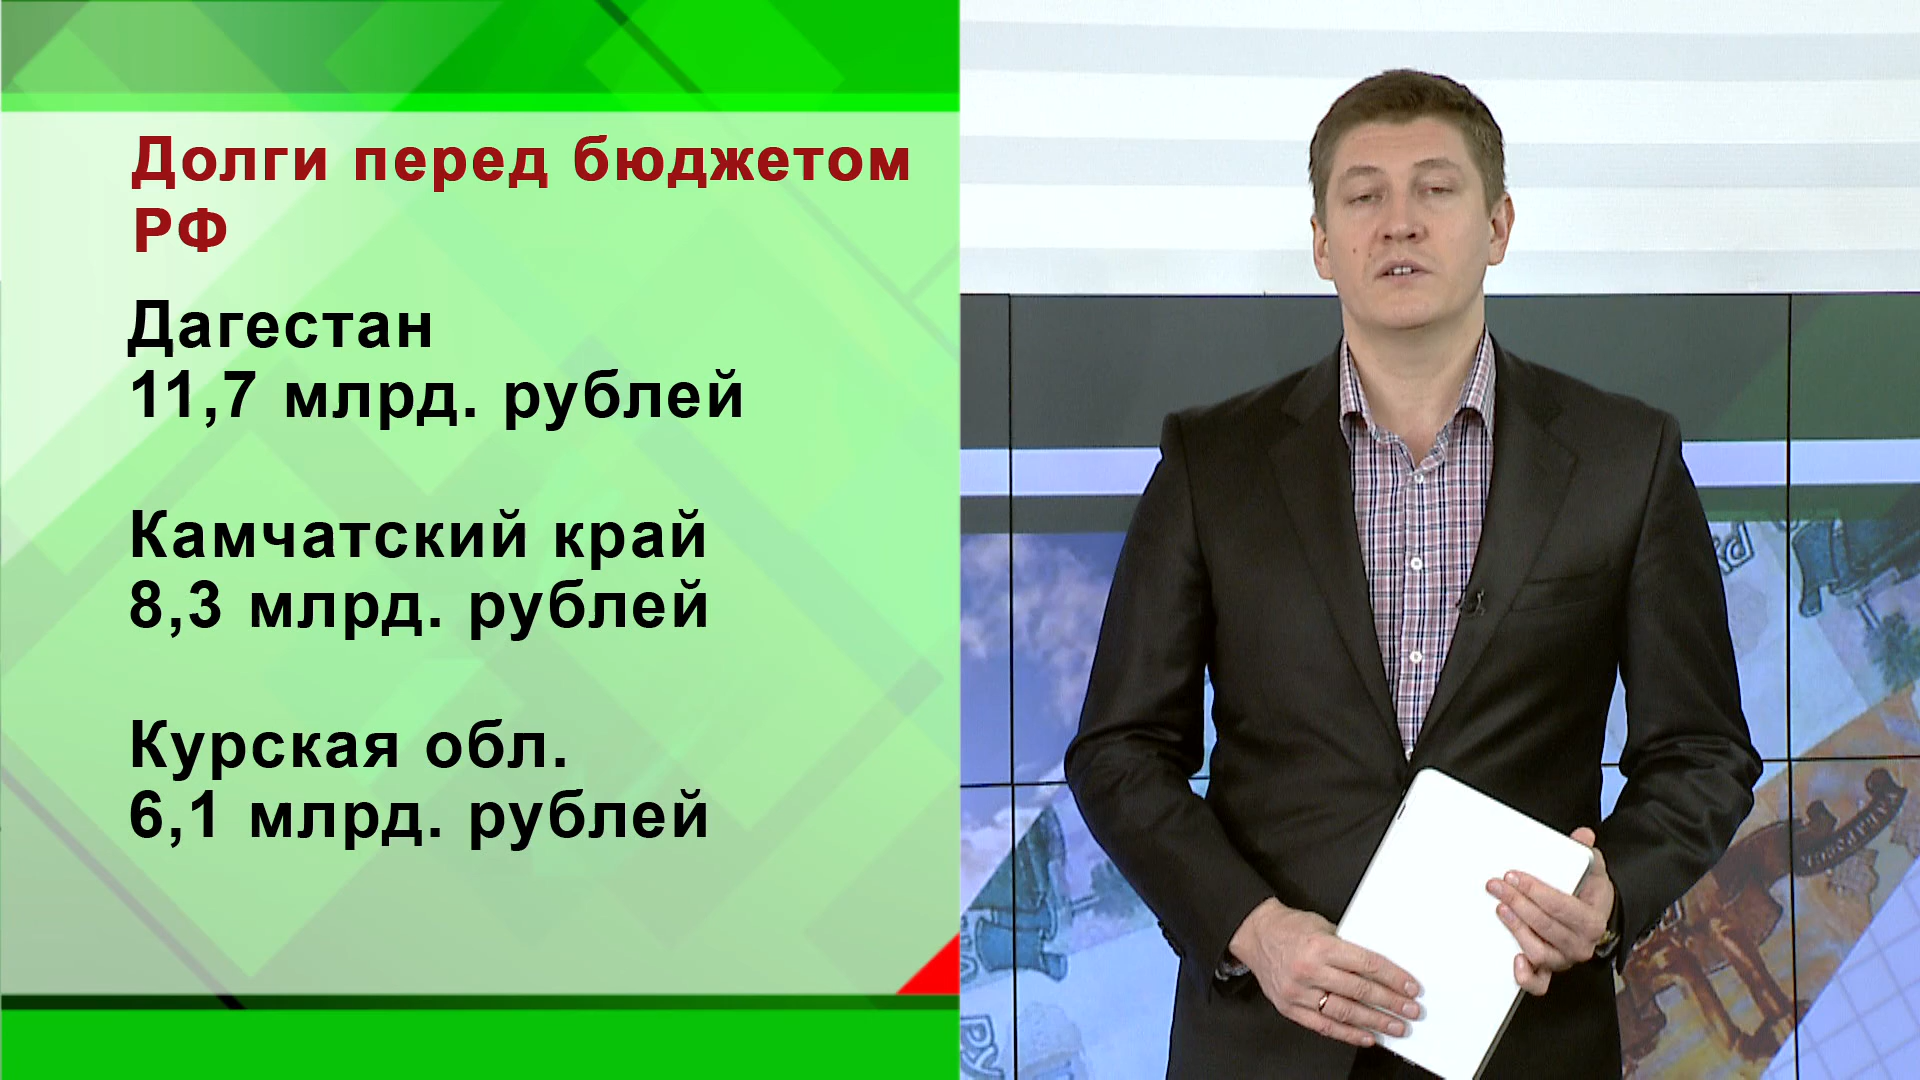 Долги перед бюджетом
РФ
Дагестан
11,7 млрд. рублей
Камчатский край
8,3 млрд. рублей
Курская обл.
6,1 млрд. рублей